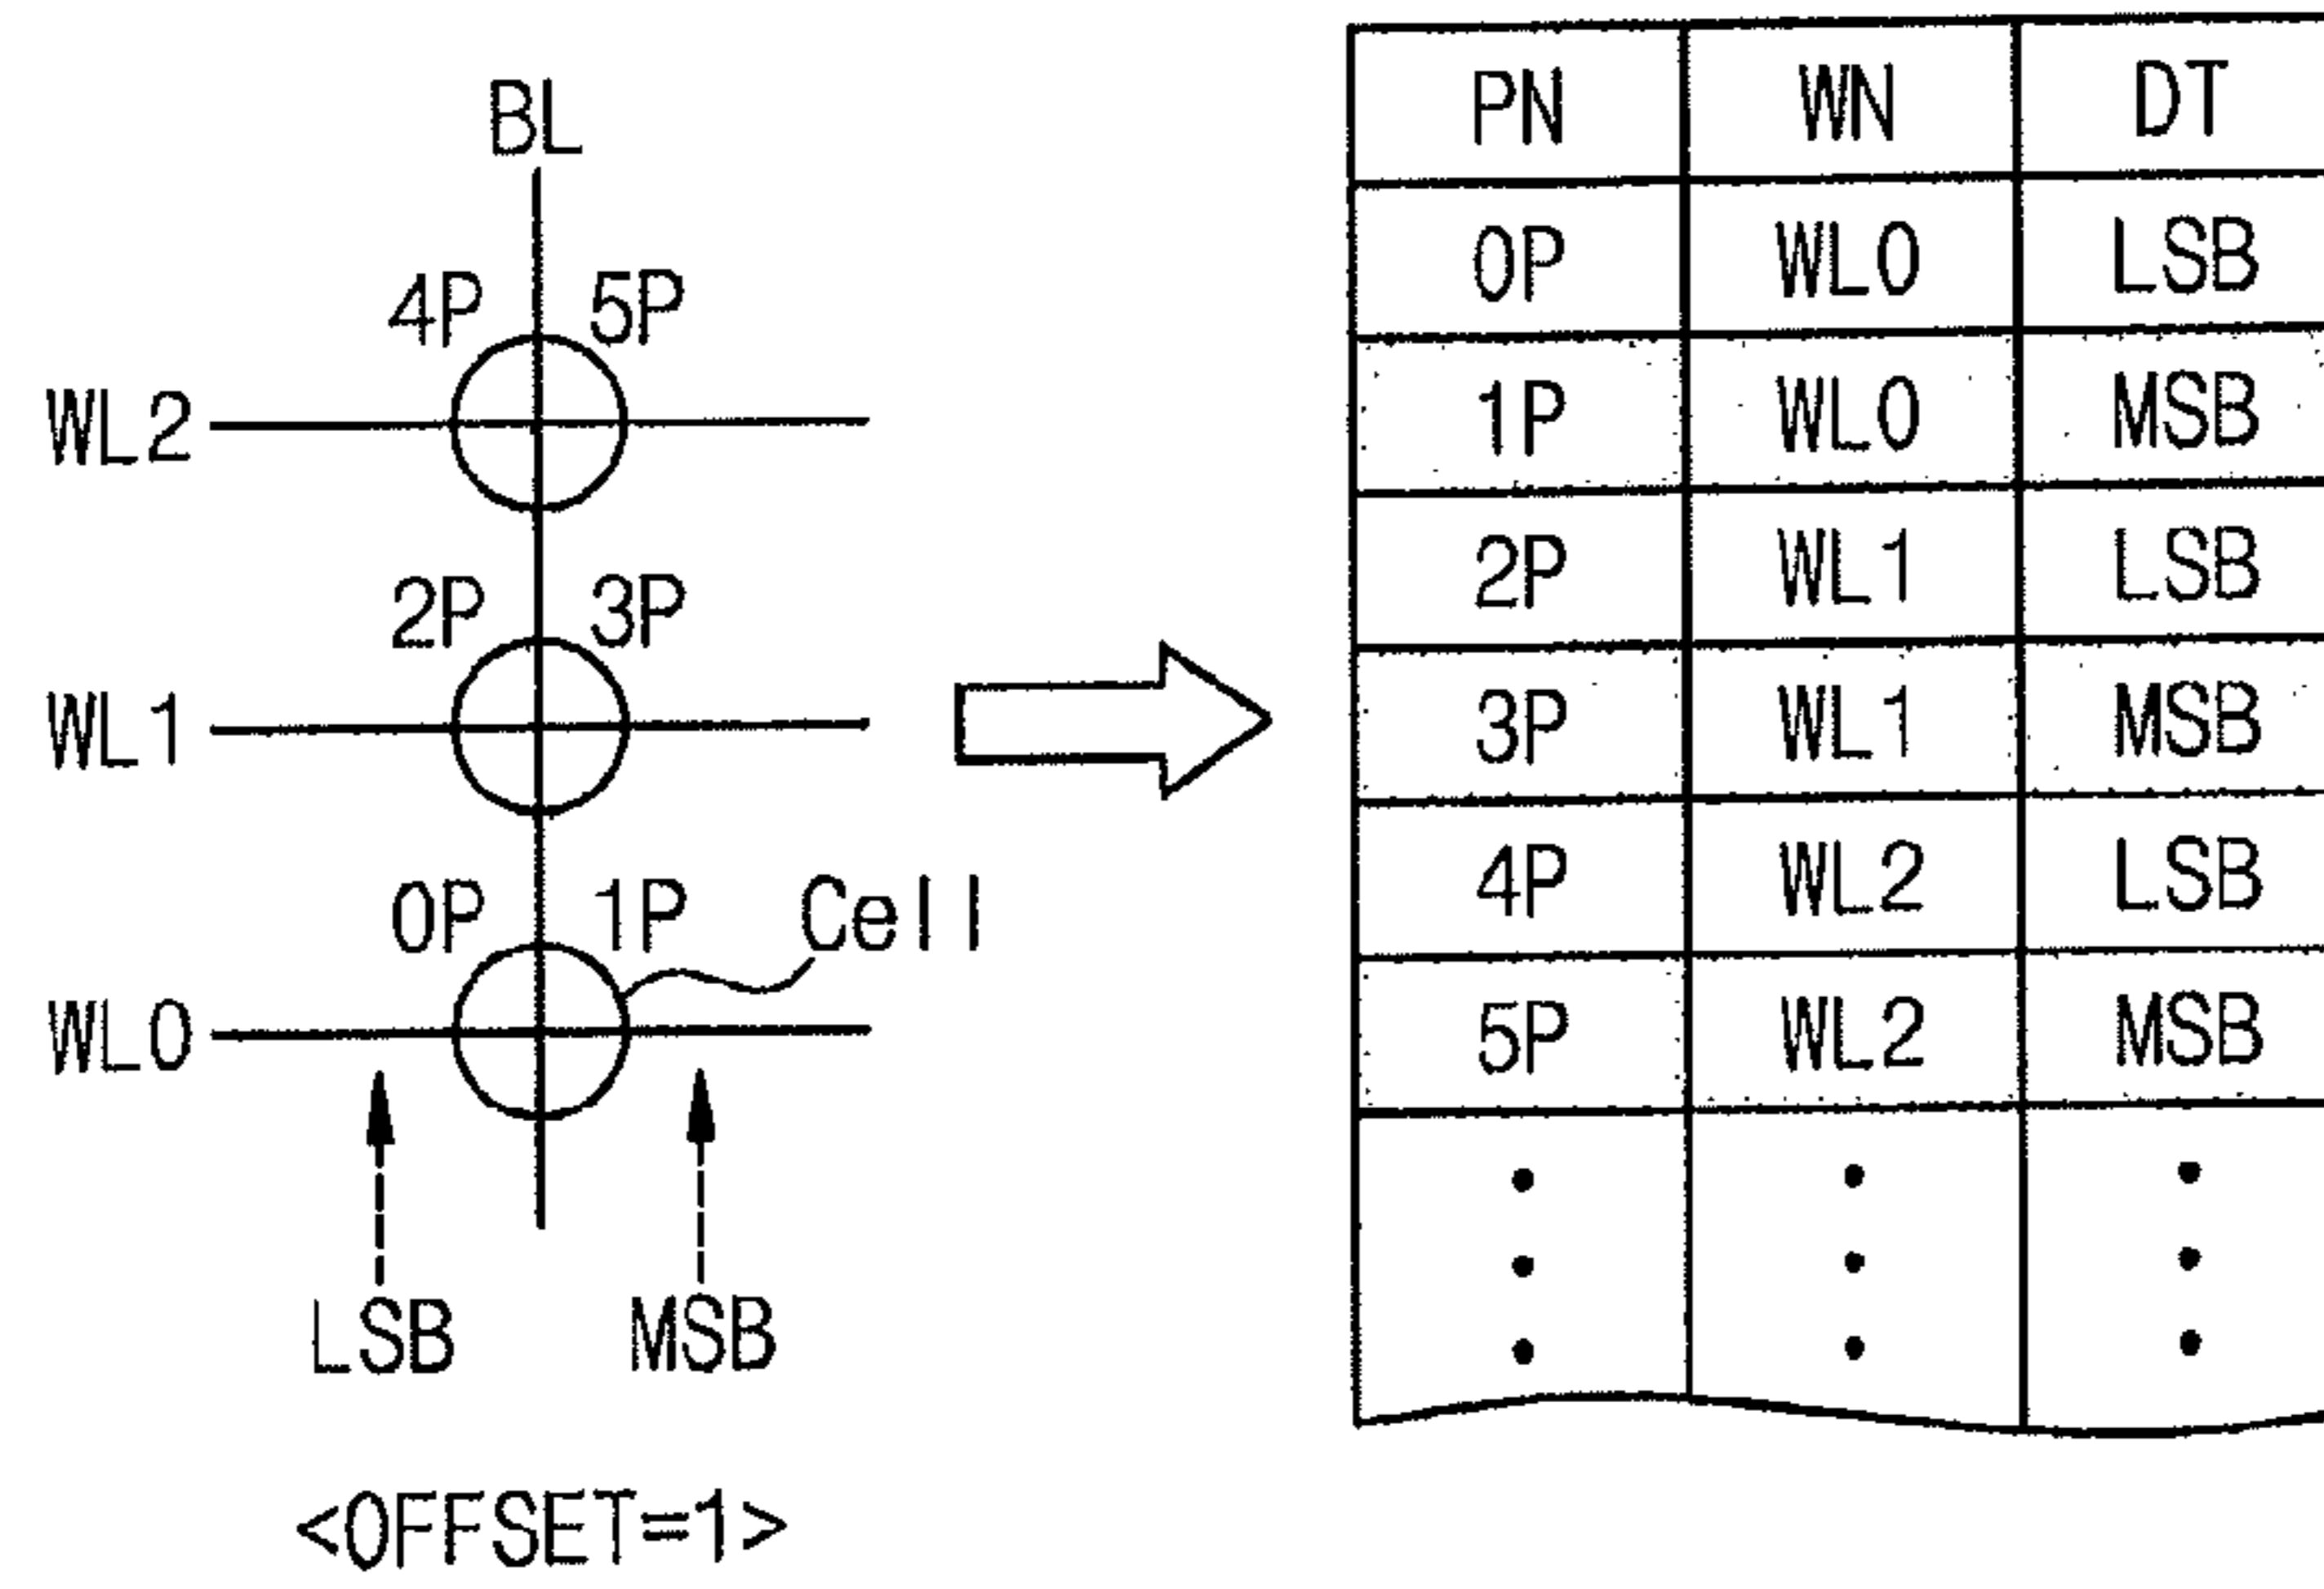 BL
4P 5P
WL2
2P 3P
WL1
0P 1P Cell
WL0
LSB MSB
<OFFSET=1>
PN WN DT
0P WL0 LSB
1P WL0 MSB
2P WL1 LSB
3P WL1 MSB
4P WL2 LSB
5P WL2 MSB